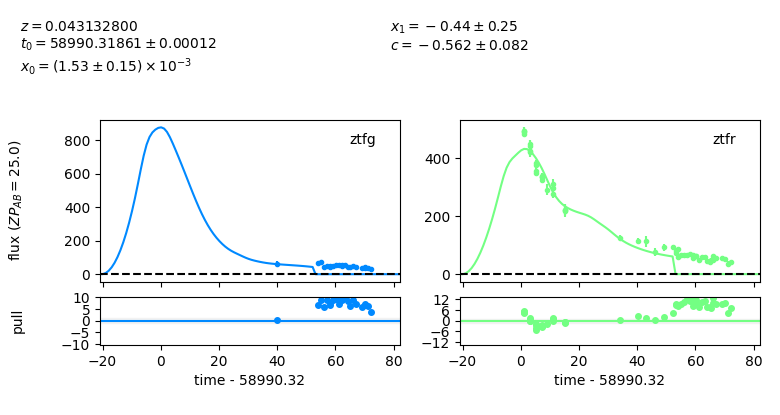 z = 0.043132800
t₀ = 58990.31861 ± 0.00012
x₀ = (1.53 ± 0.15) × 10⁻³
x₁ = −0.44 ± 0.25
c = −0.562 ± 0.082
flux (ZP_AB = 25.0)
800
600
400
200
0
ztfg
400
200
0
ztfr
pull
10
5
0
−5
−10
−20 0 20 40 60 80
time - 58990.32
12
6
0
−6
−12
−20 0 20 40 60 80
time - 58990.32